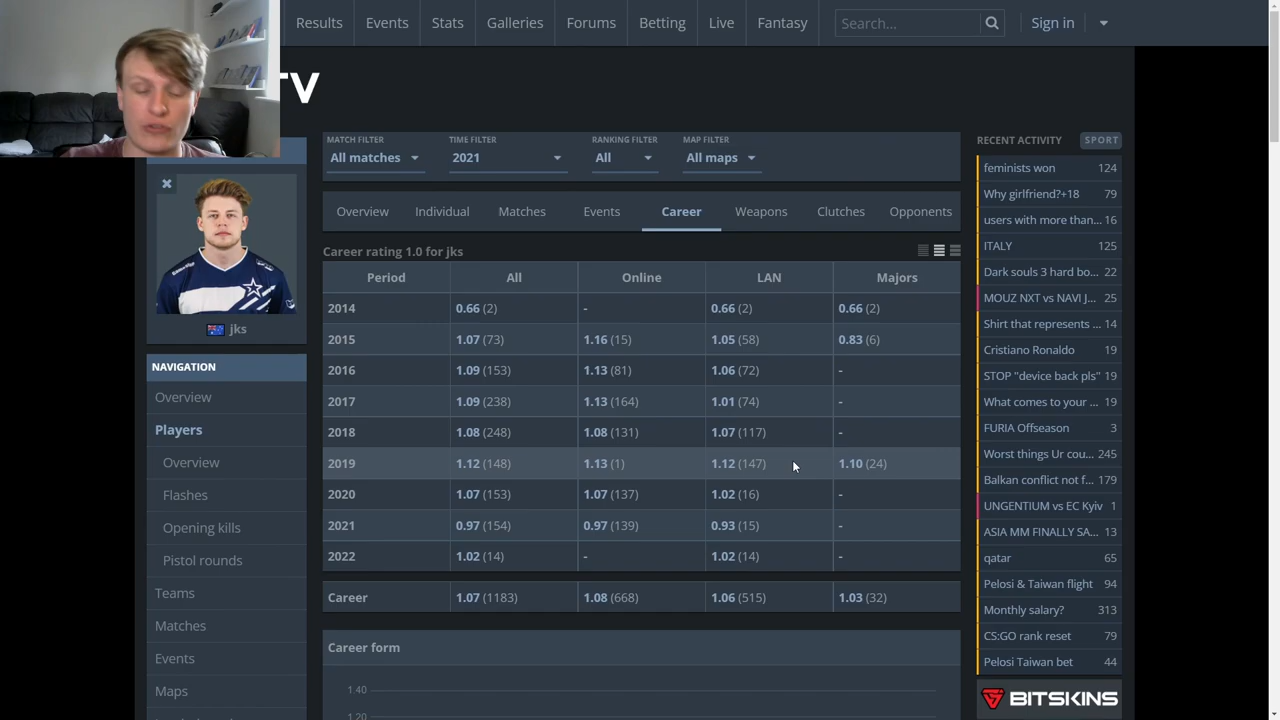 Results Events Stats Galleries Forums Betting Live Fantasy Search... Sign in
TV
MATCH FILTER TIME FILTER RANKING FILTER MAP FILTER
All matches 2021 All All maps
Overview Individual Matches Events Career Weapons Clutches Opponents
Career rating 1.0 for jks
Period All Online LAN Majors
2014 0.66 (2) - 0.66 (2) 0.66 (2)
2015 1.07 (73) 1.16 (15) 1.05 (58) 0.83 (6)
2016 1.09 (153) 1.13 (81) 1.06 (72) -
2017 1.09 (238) 1.13 (164) 1.01 (74) -
2018 1.08 (248) 1.08 (131) 1.07 (117) -
2019 1.12 (148) 1.13 (1) 1.12 (147) 1.10 (24)
2020 1.07 (153) 1.07 (137) 1.02 (16) -
2021 0.97 (154) 0.97 (139) 0.93 (15) -
2022 1.02 (14) - 1.02 (14) -
Career 1.07 (1183) 1.08 (668) 1.06 (515) 1.03 (32)
Career form
1.40
1.20
jks
NAVIGATION
Overview
Players
Overview
Flashes
Opening kills
Pistol rounds
Teams
Matches
Events
Maps
RECENT ACTIVITY SPORT
feminists won 124
Why girlfriend?+18 79
users with more than... 16
ITALY 125
Dark souls 3 hard bo... 22
MOUZ NXT vs NAVI J... 25
Shirt that represents ... 14
Cristiano Ronaldo 19
STOP "device back pls" 19
What comes to your ... 19
FURIA Offseason 3
Worst things Ur cou... 245
Balkan conflict not f... 179
UNGENTIUM vs EC Kyiv 1
ASIA MM FINALLY SA... 13
qatar 65
Pelosi & Taiwan flight 94
Monthly salary? 313
CS:GO rank reset 79
Pelosi Taiwan bet 44
BITSKINS